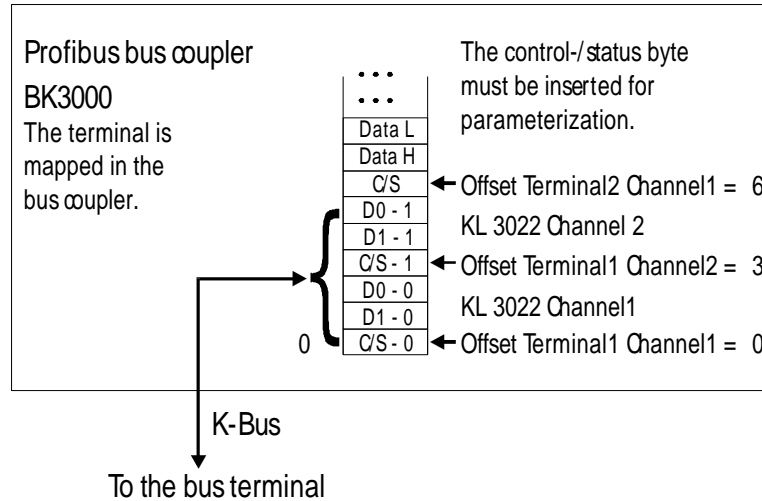 Profibus bus coupler
BK3000
The terminal is
mapped in the
bus coupler.
The control-/status byte
must be inserted for
parameterization.
...
...
Data L
Data H
C/S
D0 - 1
D1 - 1
C/S - 1
D0 - 0
D1 - 0
C/S - 0
0
Offset Terminal2 Channel1 = 6
KL 3022 Channel 2
Offset Terminal1 Channel2 = 3
KL 3022 Channel1
Offset Terminal1 Channel1 = 0
K-Bus
To the bus terminal